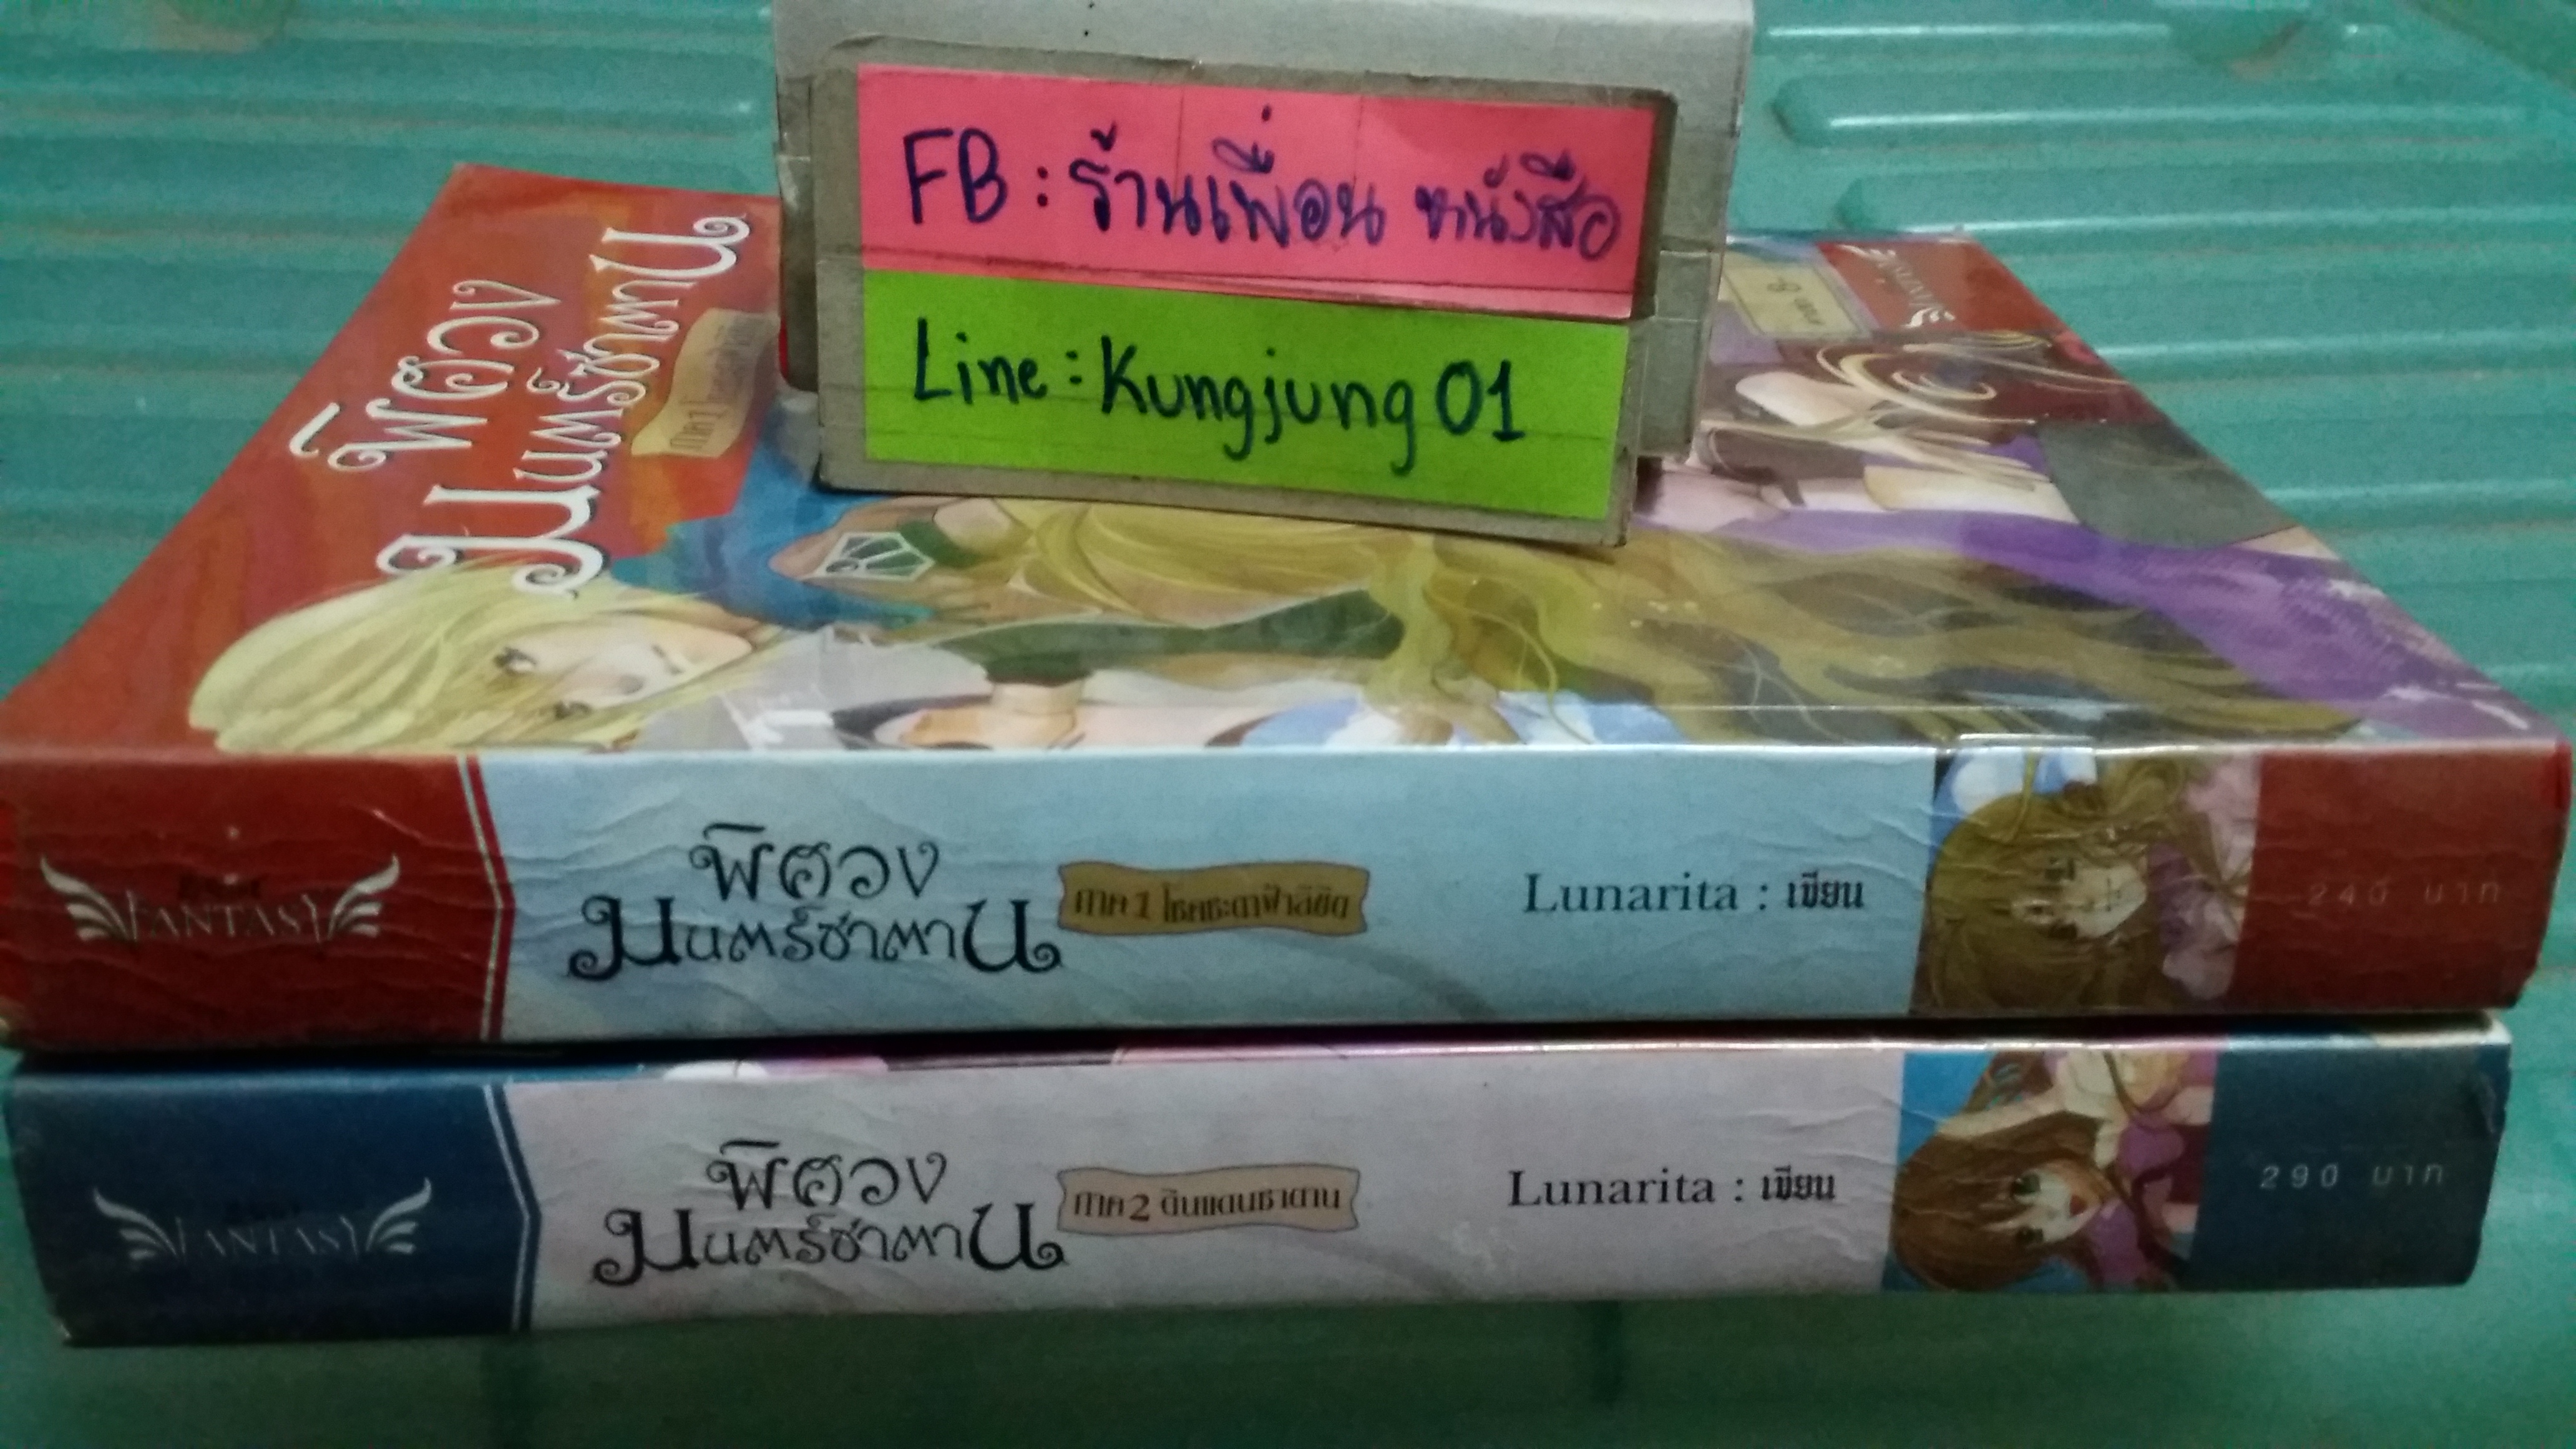 FB : ร้านเพื่อน หนังสือ
Line : Kungjung 01
พิศวง
มนตร์ซาตาน
ภาค 1
FANTASY
พิศวง
มนตร์ซาตาน
ภาค 1 โชคชะตาฟ้าลิขิต
Lunarita : เขียน
240 บาท
FANTASY
พิศวง
มนตร์ซาตาน
ภาค 2 ดินแดนซาตาน
Lunarita : เขียน
290 บาท